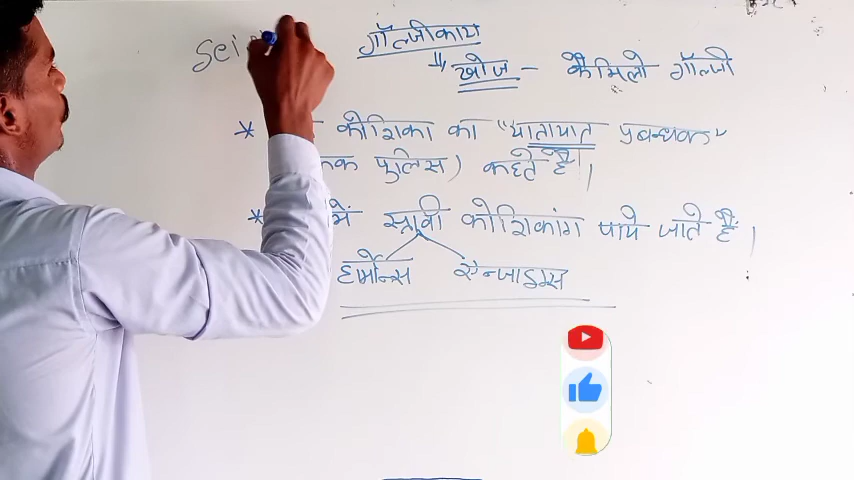 Sci
गॉल्जीकाय
खोज - कैमिलो गॉल्जी
* कोशिका का "यातायात प्रबन्धक"
पुलिस) कहते हैं।
* में स्त्रावी कोशिकांग पाये जाते हैं।
हार्मोन्स एन्जाइम्स